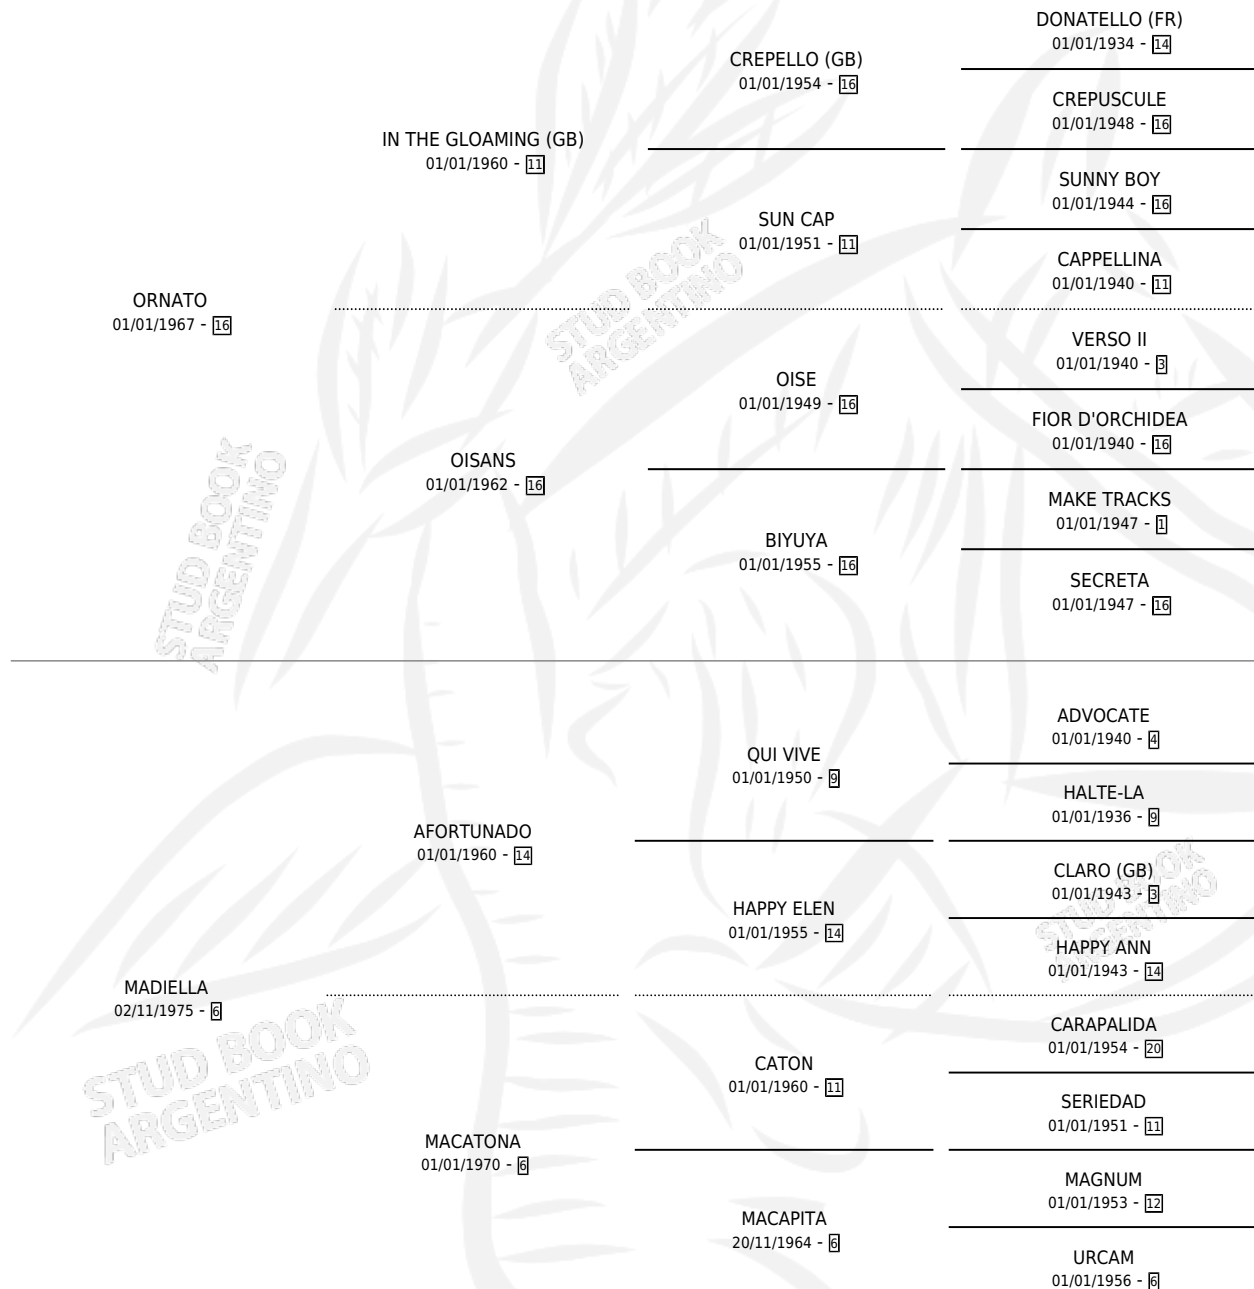 DONATELLO (FR)
01/01/1934 - 14
CREPELLO (GB)
01/01/1954 - 16
CREPUSCULE
01/01/1948 - 16
IN THE GLOAMING (GB)
01/01/1960 - 11
SUNNY BOY
01/01/1944 - 16
SUN CAP
01/01/1951 - 11
CAPPELLINA
01/01/1940 - 11
ORNATO
01/01/1967 - 16
VERSO II
01/01/1940 - 3
OISE
01/01/1949 - 16
FIOR D'ORCHIDEA
01/01/1940 - 16
OISANS
01/01/1962 - 16
MAKE TRACKS
01/01/1947 - 1
BIYUYA
01/01/1955 - 16
SECRETA
01/01/1947 - 16
ADVOCATE
01/01/1940 - 4
QUI VIVE
01/01/1950 - 9
HALTE-LA
01/01/1936 - 9
AFORTUNADO
01/01/1960 - 14
CLARO (GB)
01/01/1943 - 3
HAPPY ELEN
01/01/1955 - 14
HAPPY ANN
01/01/1943 - 14
MADIELLA
02/11/1975 - 6
CARAPALIDA
01/01/1954 - 20
CATON
01/01/1960 - 11
SERIEDAD
01/01/1951 - 11
MACATONA
01/01/1970 - 6
MAGNUM
01/01/1953 - 12
MACAPITA
20/11/1964 - 6
URCAM
01/01/1956 - 6
STUD BOOK
ARGENTINO
STUD BOOK
ARGENTINO
STUD BOOK
ARGENTINO
STUD BOOK
ARGENTINO